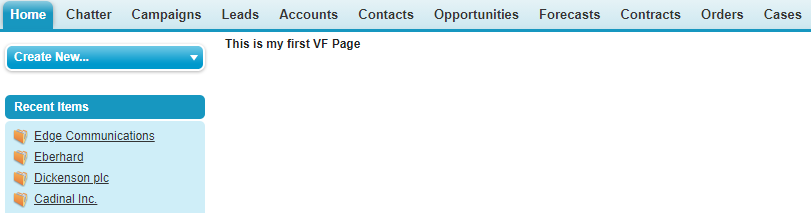 Home Chatter Campaigns Leads Accounts Contacts Opportunities Forecasts Contracts Orders Cases
Create New...
This is my first VF Page
Recent Items
Edge Communications
Eberhard
Dickenson plc
Cadinal Inc.